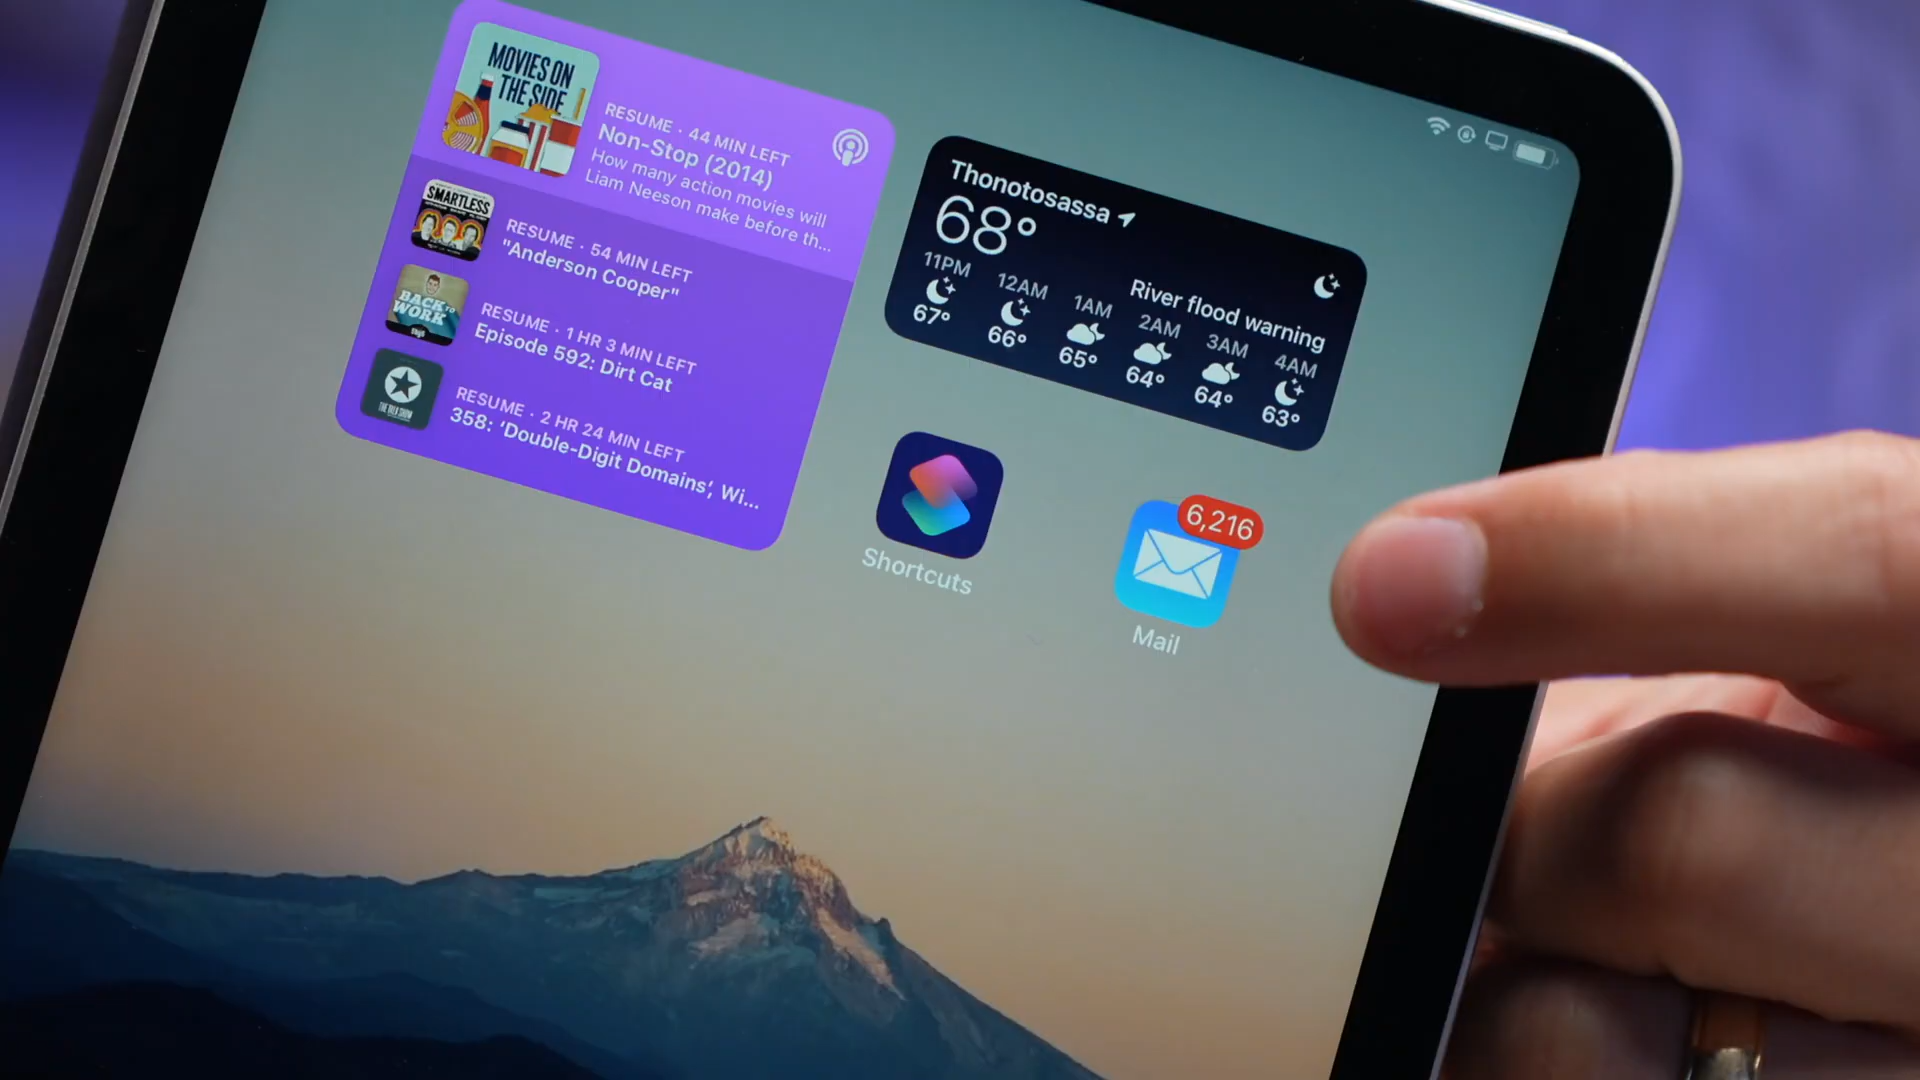 MOVIES ON
THE SIDE
RESUME · 44 MIN LEFT
Non-Stop (2014)
How many action movies will
Liam Neeson make before th...
SMARTLESS
RESUME · 54 MIN LEFT
"Anderson Cooper"
BACK TO
WORK
RESUME · 1 HR 3 MIN LEFT
Episode 592: Dirt Cat
THE TALK SHOW
RESUME · 2 HR 24 MIN LEFT
358: ‘Double-Digit Domains’, Wi...
Thonotosassa
68°
River flood warning
11PM 12AM 1AM 2AM 3AM 4AM
67° 66° 65° 64° 64° 63°
Shortcuts
6,216
Mail